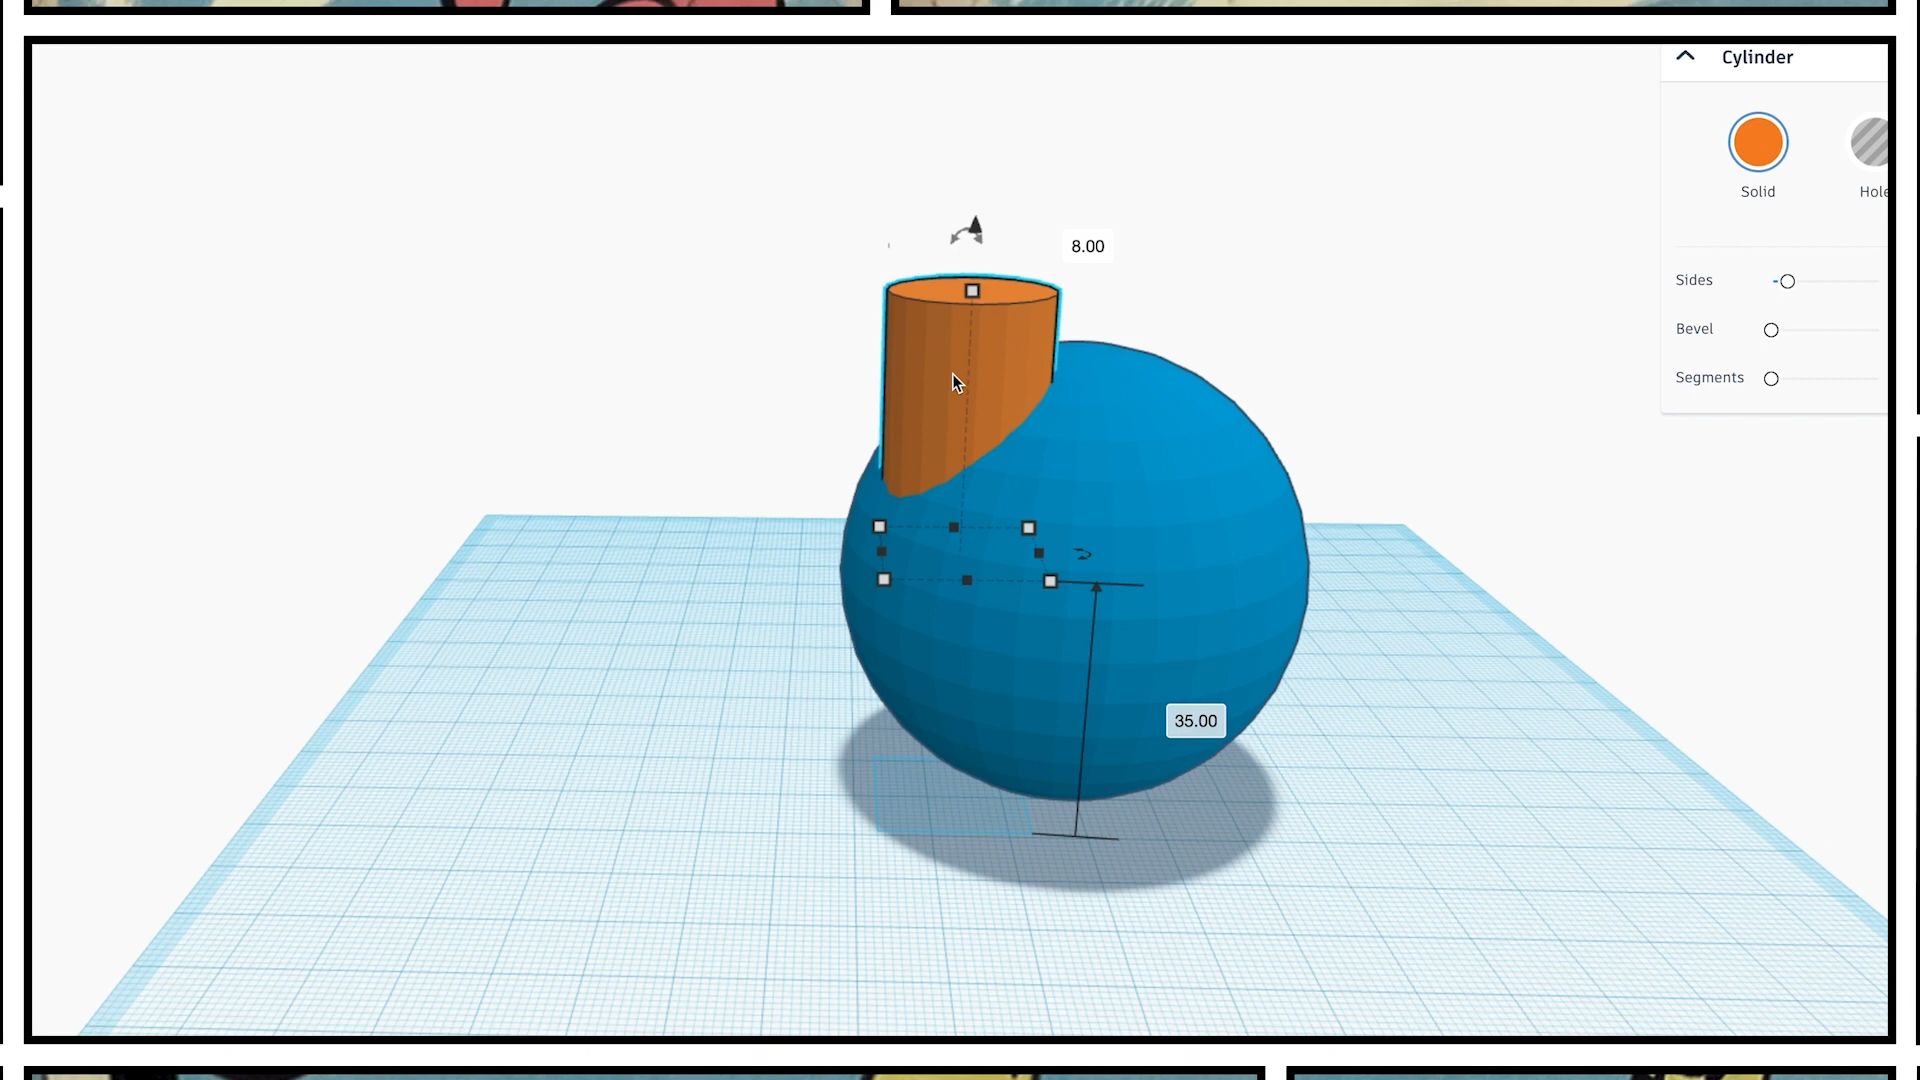 Cylinder
Solid
Hole
8.00
Sides
Bevel
Segments
35.00